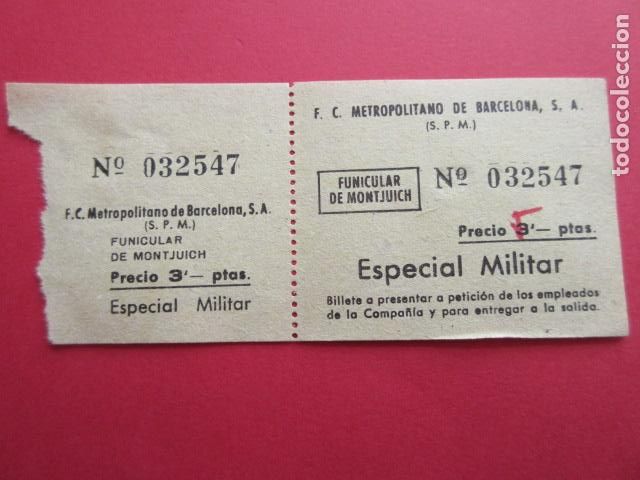 Nº 032547
F.C. Metropolitano de Barcelona, S.A.
(S. P. M.)
FUNICULAR
DE MONTJUICH
Precio 3'— ptas.
Especial Militar
F. C. METROPOLITANO DE BARCELONA, S. A.
(S. P. M.)
FUNICULAR
DE MONTJUICH
Nº 032547
Precio 3'— ptas.
5
Especial Militar
Billete a presentar a petición de los empleados
de la Compañía y para entregar a la salida.
todocoleccion